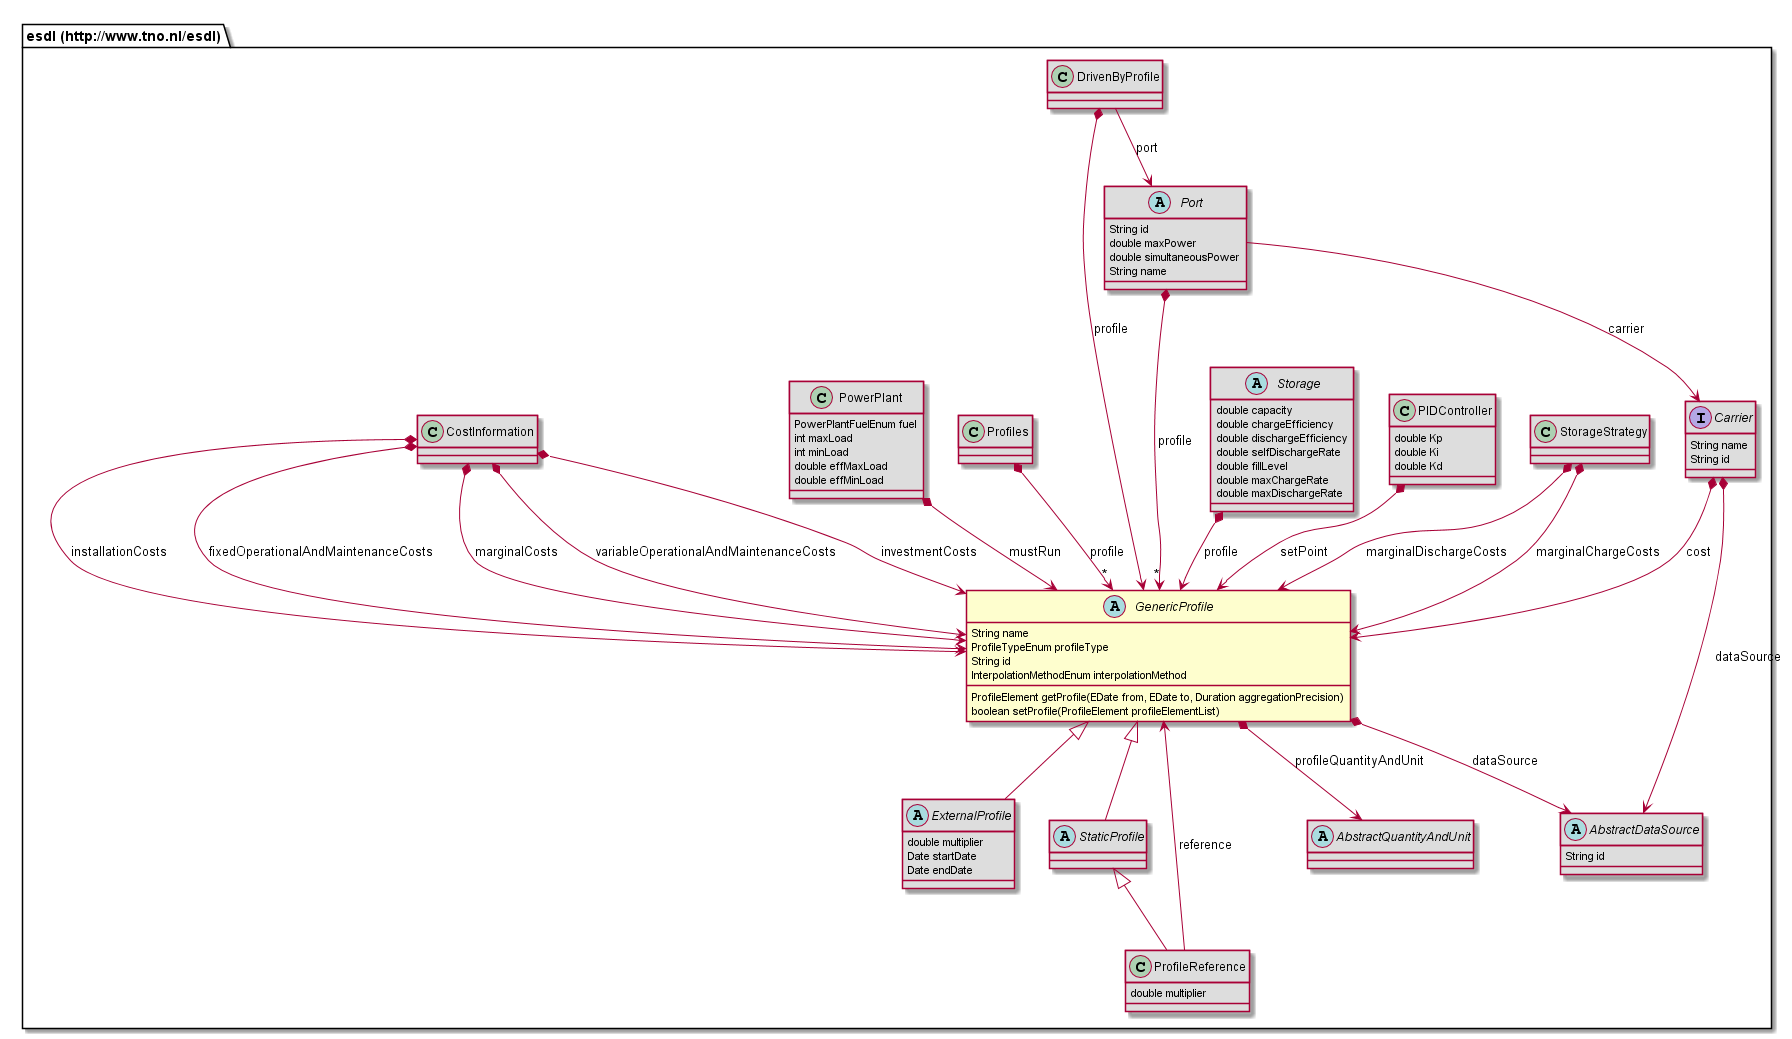 esdl (http://www.tno.nl/esdl)
C DrivenByProfile
port
A Port
String id
double maxPower
double simultaneousPower
String name
profile
carrier
C PowerPlant
PowerPlantFuelEnum fuel
int maxLoad
int minLoad
double effMaxLoad
double effMinLoad
A Storage
double capacity
double chargeEfficiency
double dischargeEfficiency
double selfDischargeRate
double fillLevel
double maxChargeRate
double maxDischargeRate
C PIDController
double Kp
double Ki
double Kd
I Carrier
String name
String id
C CostInformation
C Profiles
C StorageStrategy
profile
installationCosts
fixedOperationalAndMaintenanceCosts
marginalCosts
variableOperationalAndMaintenanceCosts
investmentCosts
mustRun
profile
*
*
profile
setPoint
marginalDischargeCosts
marginalChargeCosts
cost
A GenericProfile
String name
ProfileTypeEnum profileType
String id
InterpolationMethodEnum interpolationMethod
ProfileElement getProfile(EDate from, EDate to, Duration aggregationPrecision)
boolean setProfile(ProfileElement profileElementList)
dataSource
profileQuantityAndUnit
dataSource
A ExternalProfile
double multiplier
Date startDate
Date endDate
A StaticProfile
reference
A AbstractQuantityAndUnit
A AbstractDataSource
String id
C ProfileReference
double multiplier